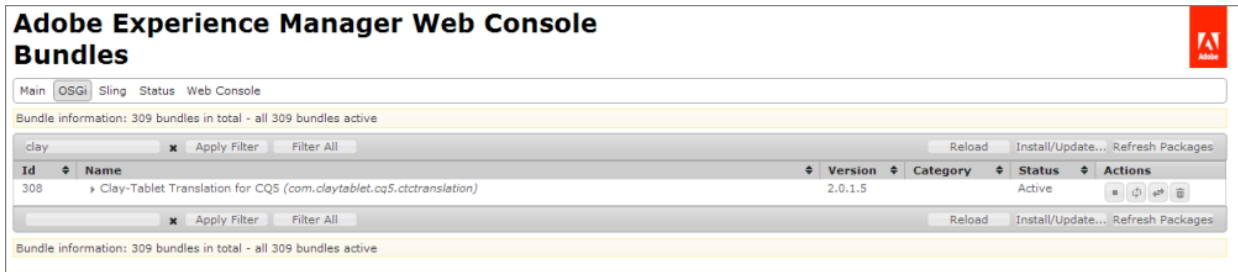 Adobe Experience Manager Web Console
Bundles
Adobe
Main OSGi Sling Status Web Console
Bundle information: 309 bundles in total - all 309 bundles active
clay Apply Filter Filter All Reload Install/Update... Refresh Packages
Id Name Version Category Status Actions
308 Clay-Tablet Translation for CQ5 (com.claytablet.cq5.ctctranslation) 2.0.1.5 Active
Apply Filter Filter All Reload Install/Update... Refresh Packages
Bundle information: 309 bundles in total - all 309 bundles active